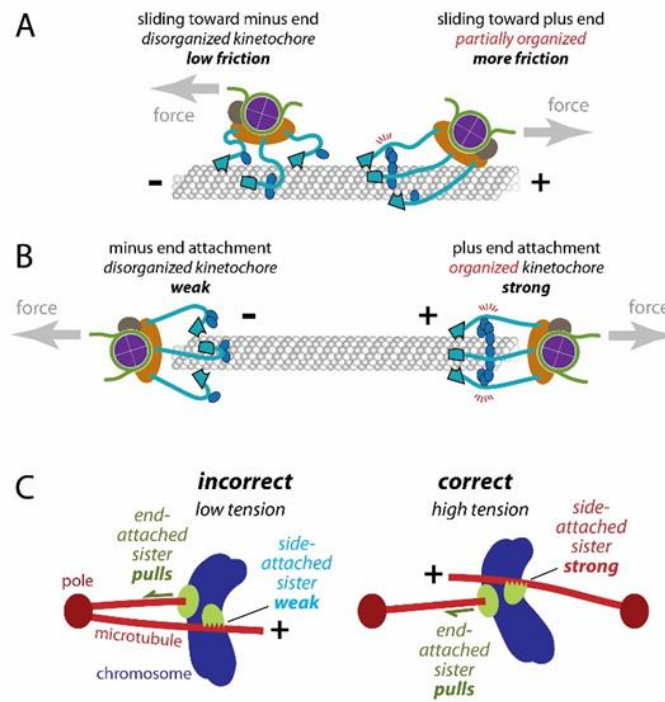 A
sliding toward minus end
disorganized kinetochore
low friction
sliding toward plus end
partially organized
more friction
force
force
-
+
B
minus end attachment
disorganized kinetochore
weak
plus end attachment
organized kinetochore
strong
force
-
+
force
C
incorrect
low tension
correct
high tension
end-
attached
sister
pulls
side-
attached
sister
weak
pole
microtubule
+
chromosome
side-
attached
sister
strong
+
end-
attached
sister
pulls